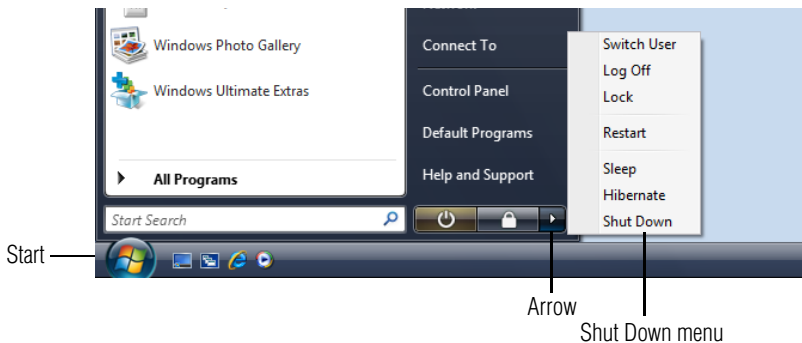 Windows Photo Gallery
Windows Ultimate Extras
All Programs
Start Search
Connect To
Control Panel
Default Programs
Help and Support
Switch User
Log Off
Lock
Restart
Sleep
Hibernate
Shut Down
Start
Arrow
Shut Down menu